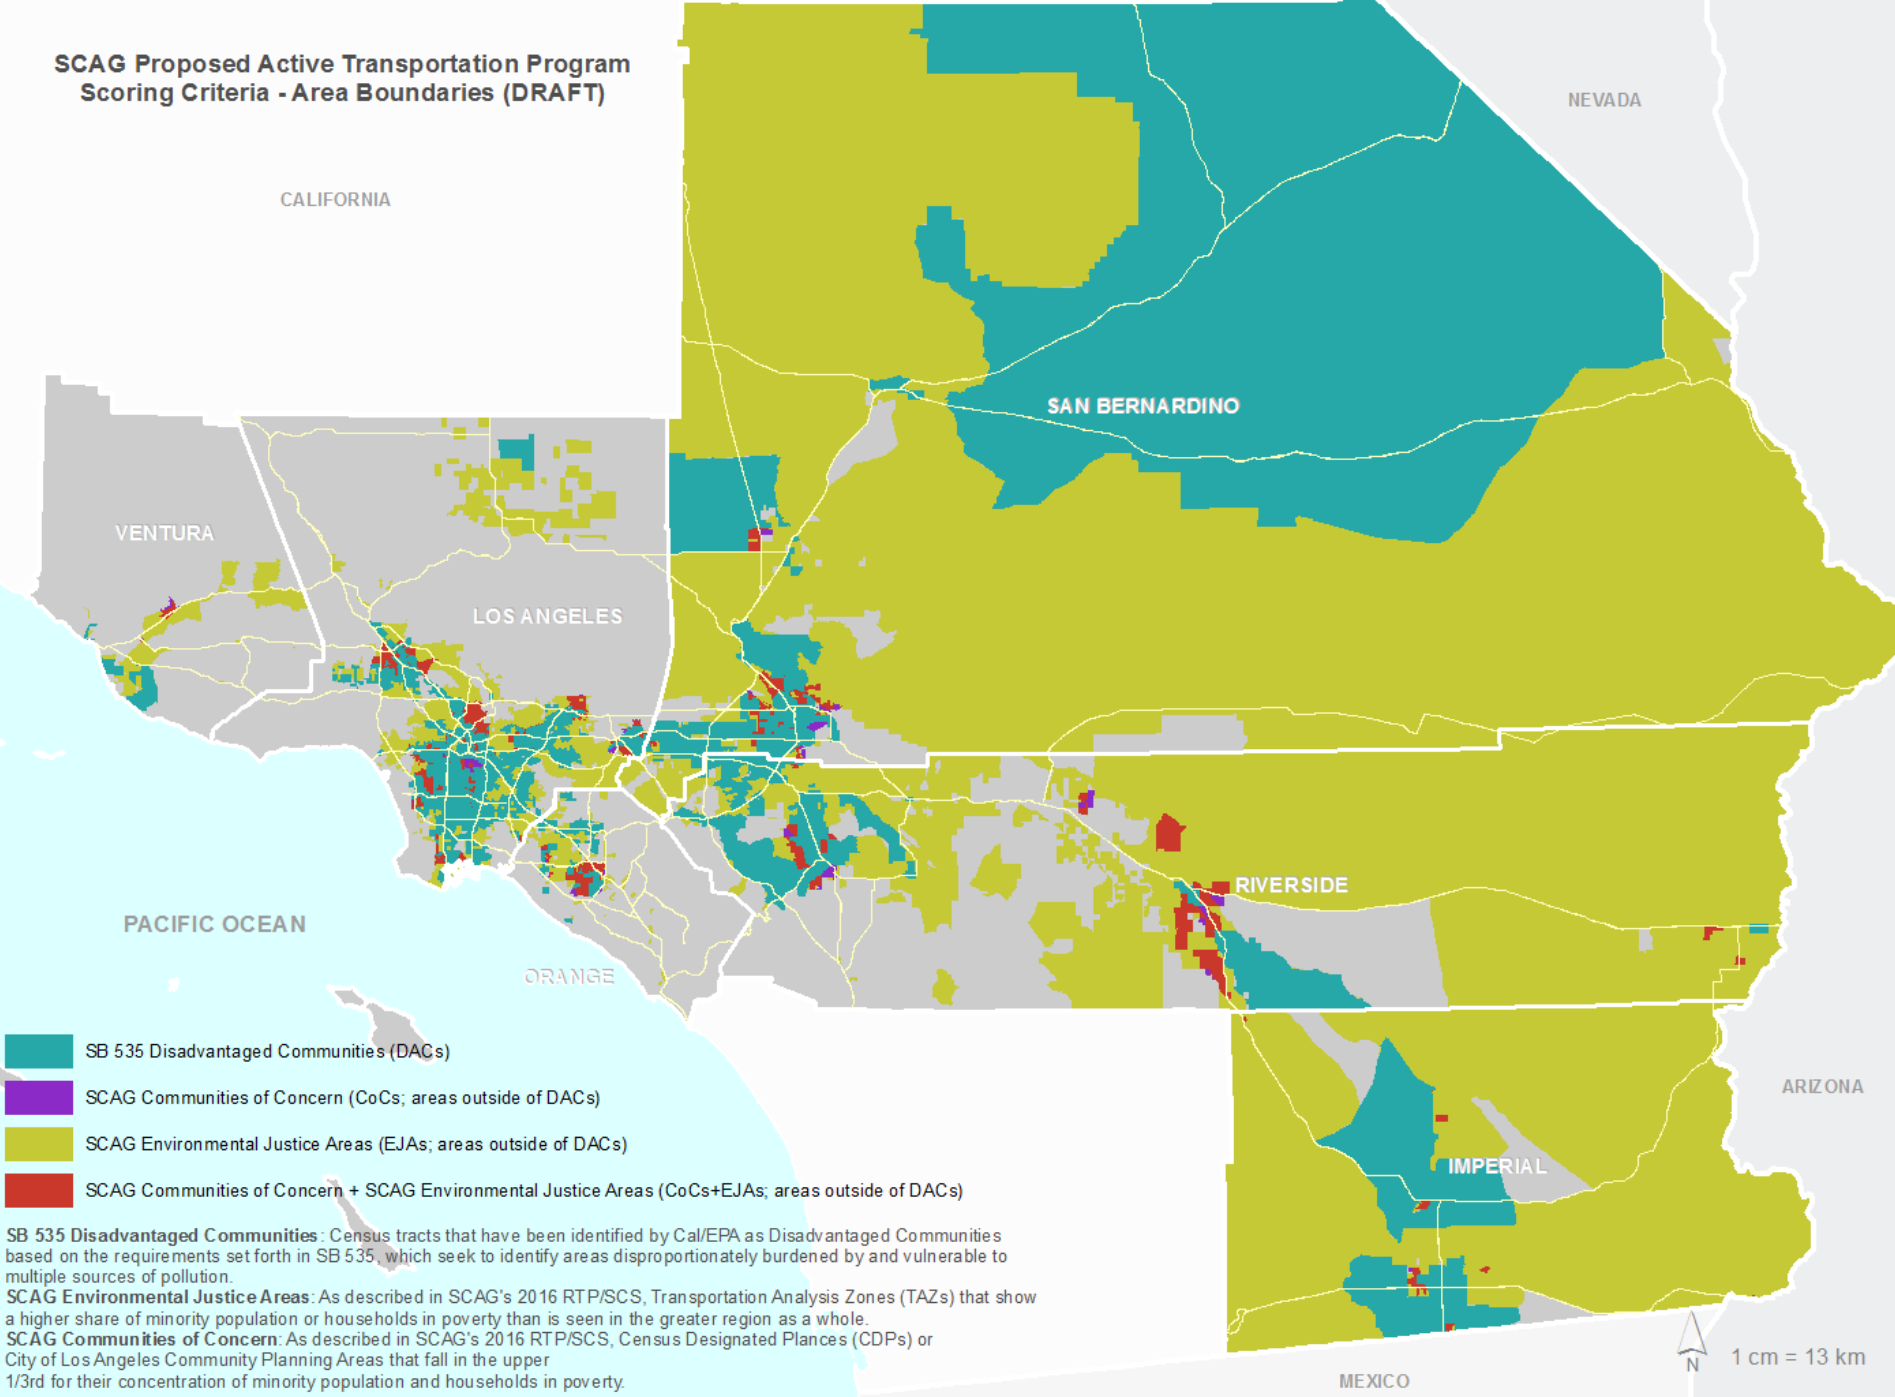 SCAG Proposed Active Transportation Program
Scoring Criteria - Area Boundaries (DRAFT)
NEVADA
CALIFORNIA
SAN BERNARDINO
VENTURA
LOS ANGELES
RIVERSIDE
PACIFIC OCEAN
ORANGE
SB 535 Disadvantaged Communities (DACs)
ARIZONA
SCAG Communities of Concern (CoCs; areas outside of DACs)
SCAG Environmental Justice Areas (EJAs; areas outside of DACs)
IMPERIAL
SCAG Communities of Concern + SCAG Environmental Justice Areas (CoCs+EJAs; areas outside of DACs)
SB 535 Disadvantaged Communities: Census tracts that have been identified by Cal/EPA as Disadvantaged Communities
based on the requirements set forth in SB 535, which seek to identify areas disproportionately burdened by and vulnerable to
multiple sources of pollution.
SCAG Environmental Justice Areas: As described in SCAG's 2016 RTP/SCS, Transportation Analysis Zones (TAZs) that show
a higher share of minority population or households in poverty than is seen in the greater region as a whole.
SCAG Communities of Concern: As described in SCAG's 2016 RTP/SCS, Census Designated Plances (CDPs) or
City of Los Angeles Community Planning Areas that fall in the upper
1/3rd for their concentration of minority population and households in poverty.
N
1 cm = 13 km
MEXICO